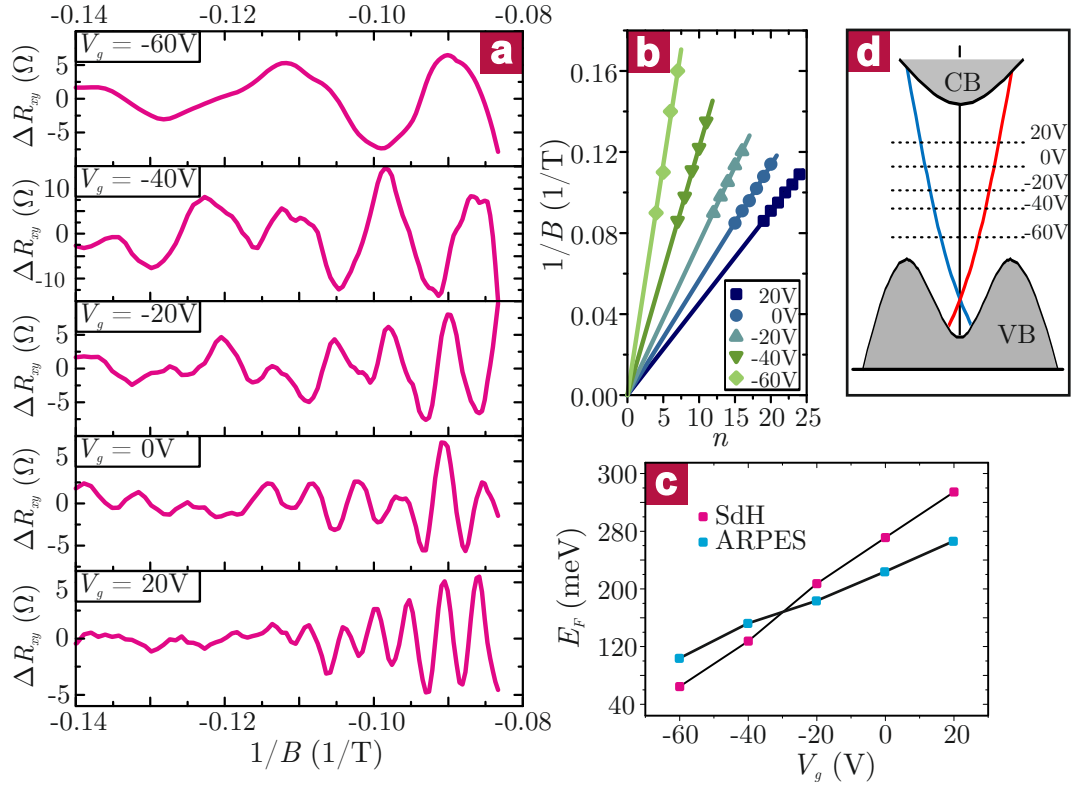 -0.14 -0.12 -0.10 -0.08
a
V_g = -60V
ΔR_xy (Ω)
5
0
-5
V_g = -40V
ΔR_xy (Ω)
10
0
-10
V_g = -20V
ΔR_xy (Ω)
5
0
-5
V_g = 0V
ΔR_xy (Ω)
5
0
-5
V_g = 20V
ΔR_xy (Ω)
5
0
-5
-0.14 -0.12 -0.10 -0.08
1/B (1/T)
b
1/B (1/T)
0.16
0.12
0.08
0.04
0.00
20V
0V
-20V
-40V
-60V
0 5 10 15 20 25
n
d
CB
20V
0V
-20V
-40V
-60V
VB
c
E_F (meV)
300
280
200
120
40
SdH
ARPES
-60 -40 -20 0 20
V_g (V)